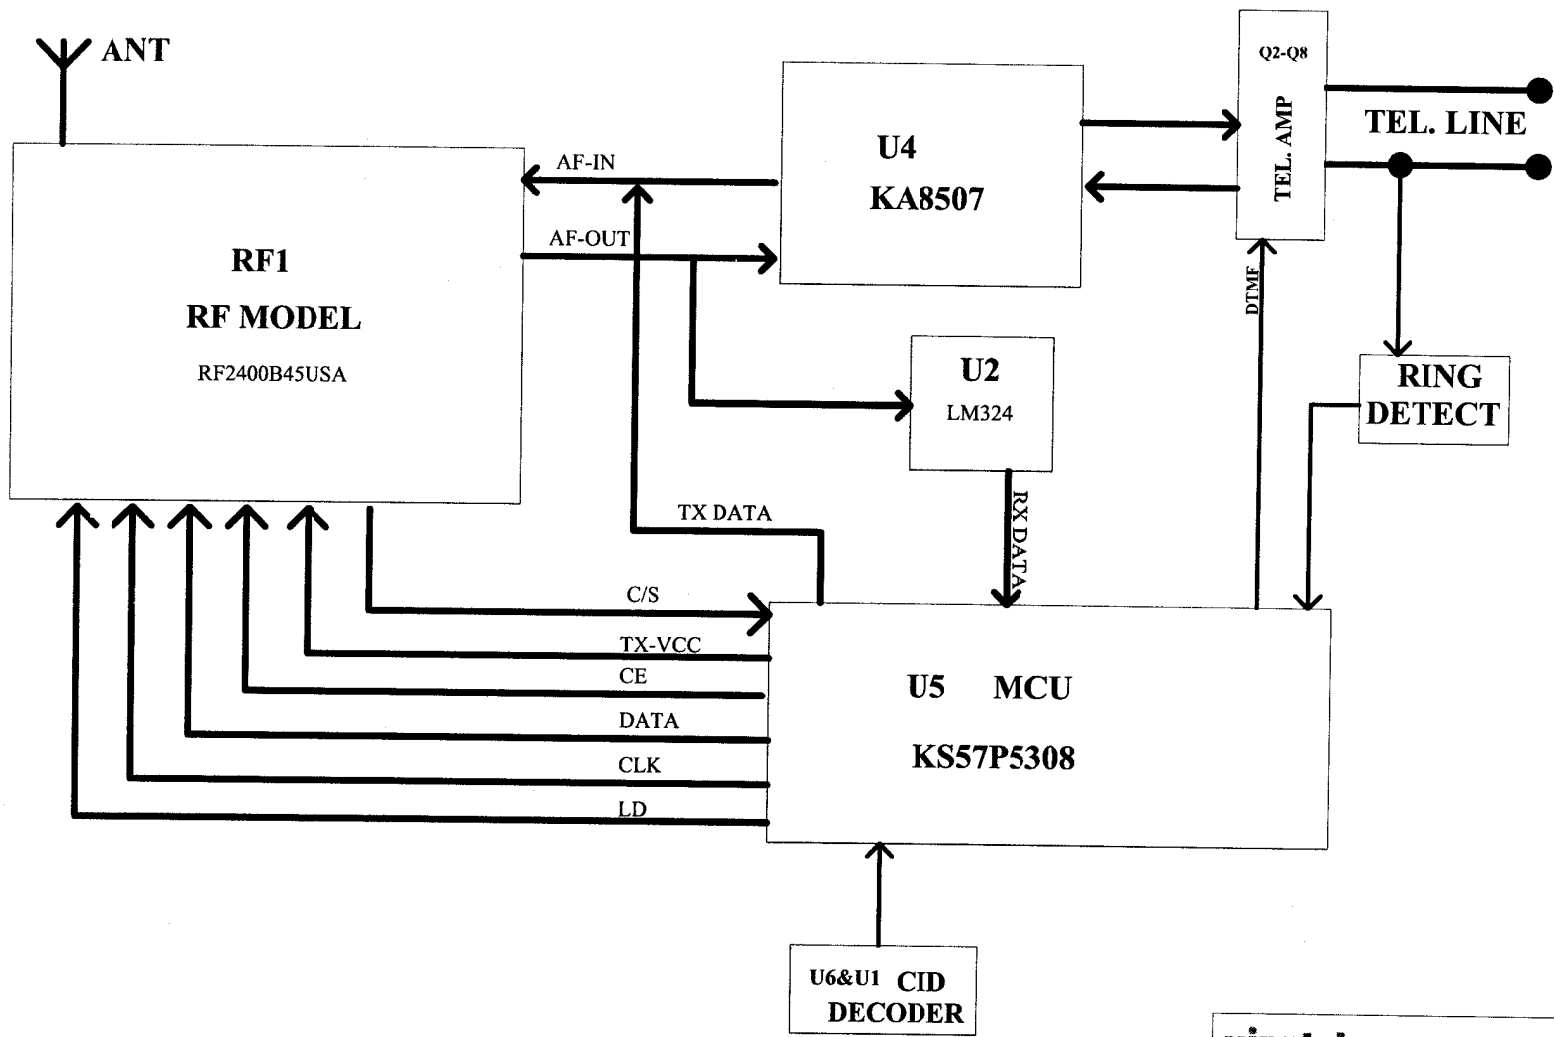 ANT
Q2-Q8
TEL. AMP
TEL. LINE
U4
KA8507
AF-IN
AF-OUT
RF1
RF MODEL
RF2400B45USA
DTMF
U2
LM324
RING
DETECT
TX DATA
RX DATA
C/S
TX-VCC
CE
DATA
CLK
LD
U5 MCU
KS57P5308
U6&U1 CID
DECODER